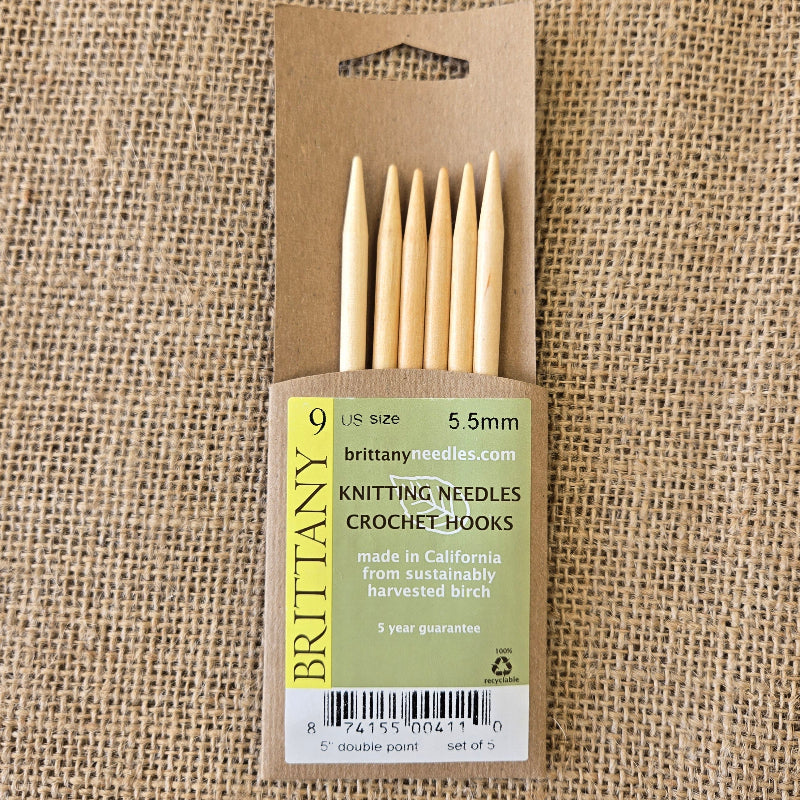 9 US size 5.5mm
BRITTANY
brittanyneedles.com
KNITTING NEEDLES
CROCHET HOOKS
made in California
from sustainably
harvested birch
5 year guarantee
100%
recyclable
8 74155 00411 0
5" double point set of 5